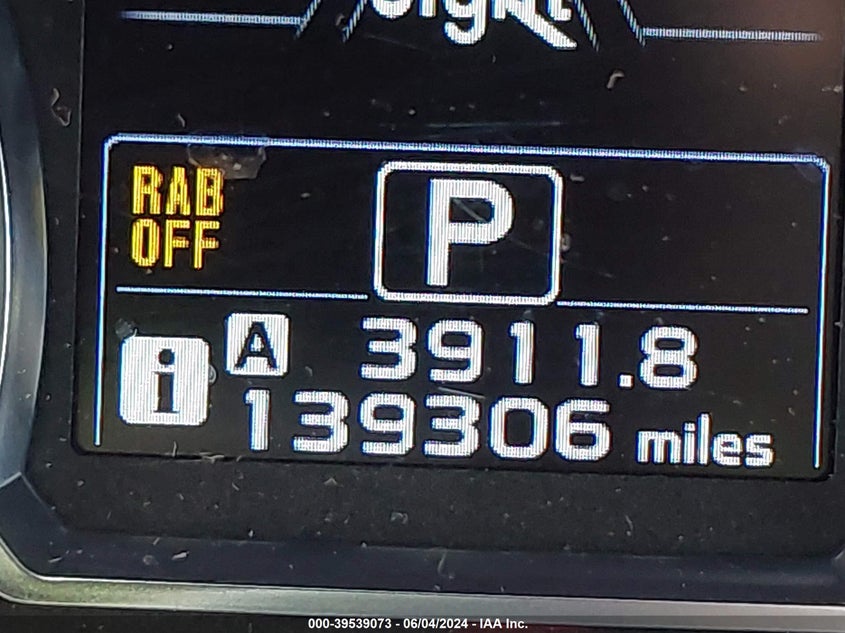 RAB
OFF
P
A 3911.8
i
139306 miles
000-39539073 - 06/04/2024 - IAA Inc.